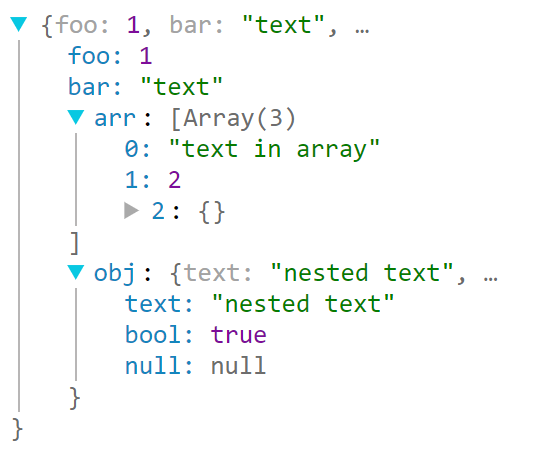 ▼ {foo: 1, bar: "text", …
foo: 1
bar: "text"
▼ arr: [Array(3)
0: "text in array"
1: 2
▶ 2: {}
]
▼ obj: {text: "nested text", …
text: "nested text"
bool: true
null: null
}
}